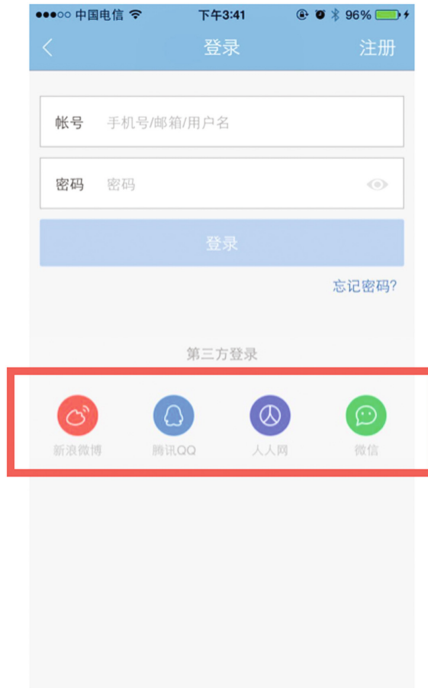 中国电信 下午3:41 96%
登录 注册
帐号 手机号/邮箱/用户名
密码 密码
登录
忘记密码?
第三方登录
新浪微博 腾讯QQ 人人网 微信